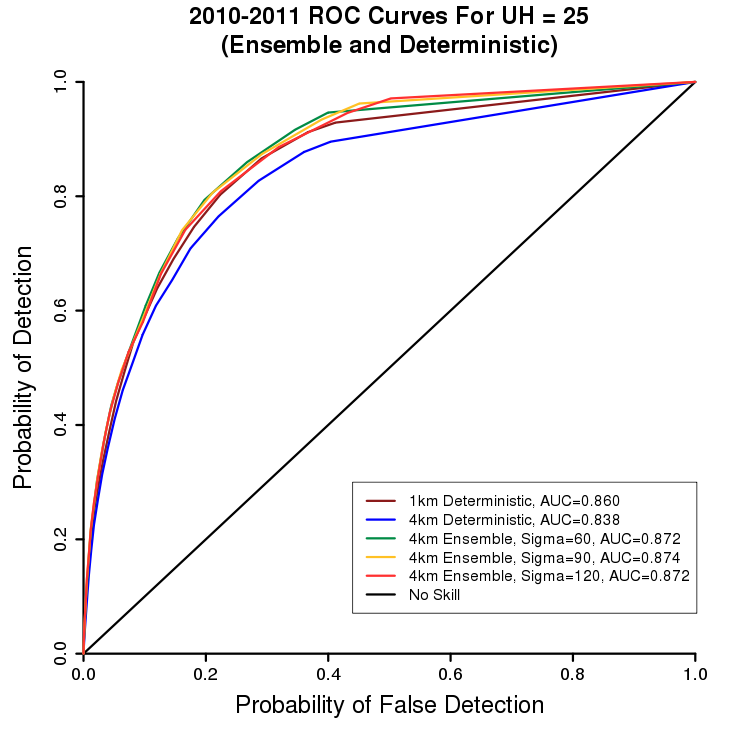 2010-2011 ROC Curves For UH = 25
(Ensemble and Deterministic)
Probability of Detection
1.0
0.8
0.6
0.4
0.2
0.0
1km Deterministic, AUC=0.860
4km Deterministic, AUC=0.838
4km Ensemble, Sigma=60, AUC=0.872
4km Ensemble, Sigma=90, AUC=0.874
4km Ensemble, Sigma=120, AUC=0.872
No Skill
0.0 0.2 0.4 0.6 0.8 1.0
Probability of False Detection